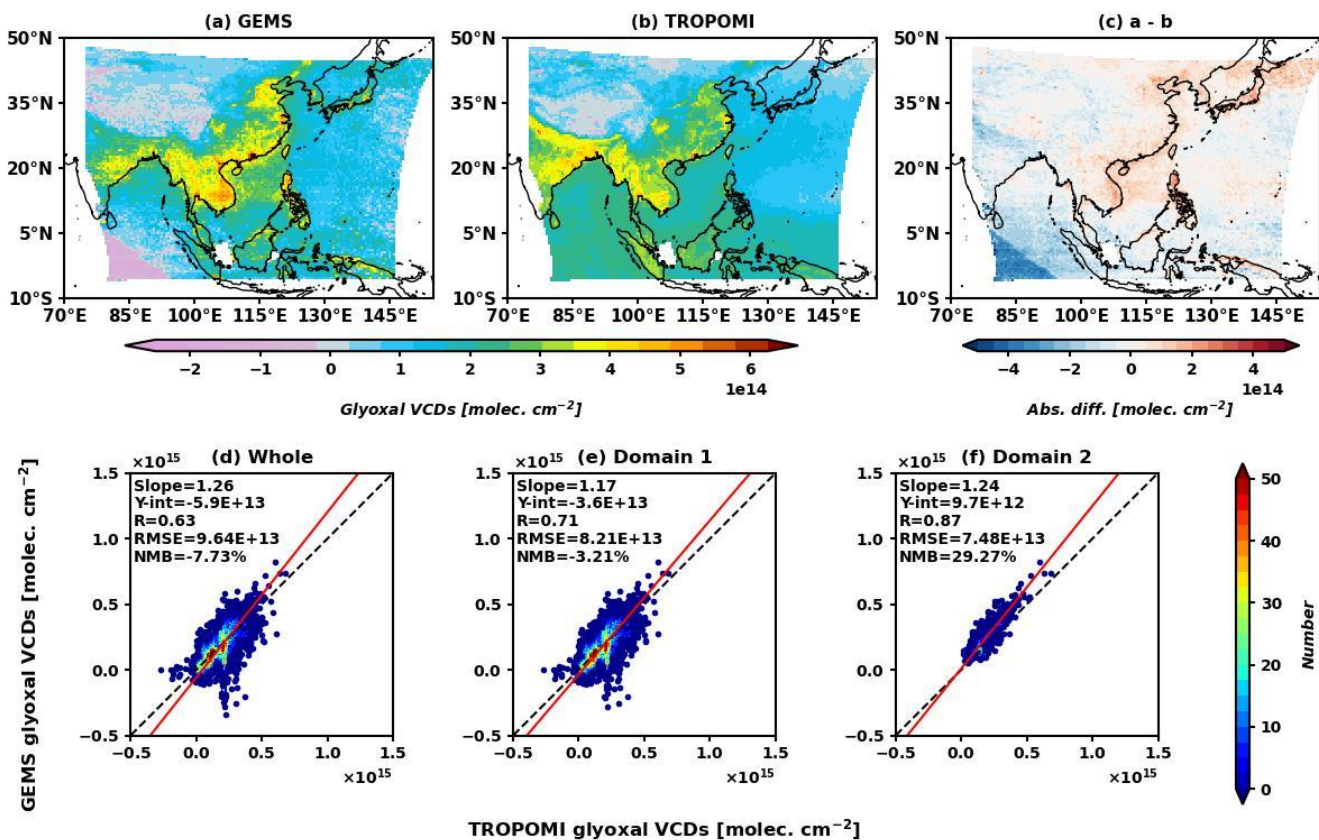 (a) GEMS
(b) TROPOMI
(c) a - b
50°N
35°N
20°N
5°N
10°S
70°E 85°E 100°E 115°E 130°E 145°E
50°N
35°N
20°N
5°N
10°S
70°E 85°E 100°E 115°E 130°E 145°E
50°N
35°N
20°N
5°N
10°S
70°E 85°E 100°E 115°E 130°E 145°E
−2 −1 0 1 2 3 4 5 6
1e14
Glyoxal VCDs [molec. cm⁻²]
−4 −2 0 2 4
1e14
Abs. diff. [molec. cm⁻²]
GEMS glyoxal VCDs [molec. cm⁻²]
×10¹⁵ (d) Whole
Slope=1.26
Y-int=-5.9E+13
R=0.63
RMSE=9.64E+13
NMB=-7.73%
1.5
1.0
0.5
0.0
−0.5
−0.5 0.0 0.5 1.0 1.5
×10¹⁵
×10¹⁵ (e) Domain 1
Slope=1.17
Y-int=-3.6E+13
R=0.71
RMSE=8.21E+13
NMB=-3.21%
1.5
1.0
0.5
0.0
−0.5
−0.5 0.0 0.5 1.0 1.5
×10¹⁵
×10¹⁵ (f) Domain 2
Slope=1.24
Y-int=9.7E+12
R=0.87
RMSE=7.48E+13
NMB=29.27%
1.5
1.0
0.5
0.0
−0.5
−0.5 0.0 0.5 1.0 1.5
×10¹⁵
50
40
30
20
10
0
Number
TROPOMI glyoxal VCDs [molec. cm⁻²]